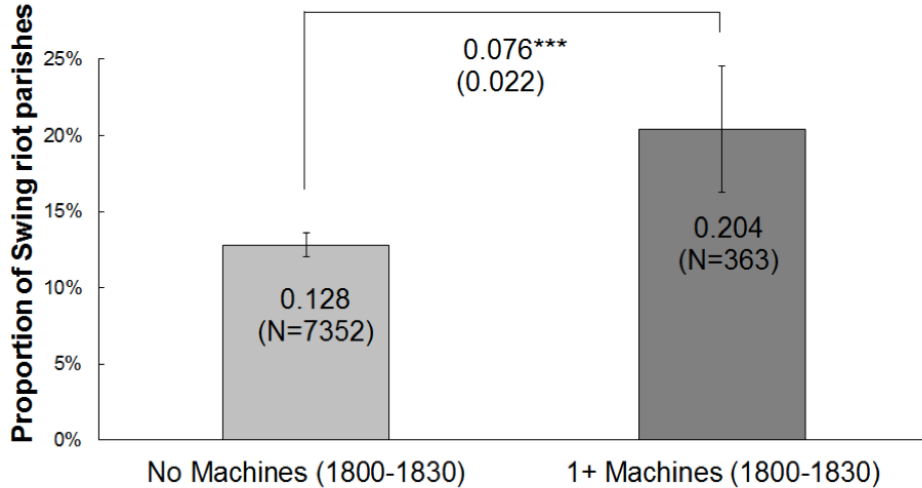 Proportion of Swing riot parishes
25%
20%
15%
10%
5%
0%
0.076***
(0.022)
0.128
(N=7352)
0.204
(N=363)
No Machines (1800-1830)
1+ Machines (1800-1830)